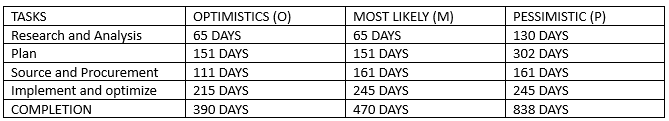 TASKS OPTIMISTICS (O) MOST LIKELY (M) PESSIMISTIC (P)
Research and Analysis 65 DAYS 65 DAYS 130 DAYS
Plan 151 DAYS 151 DAYS 302 DAYS
Source and Procurement 111 DAYS 161 DAYS 161 DAYS
Implement and optimize 215 DAYS 245 DAYS 245 DAYS
COMPLETION 390 DAYS 470 DAYS 838 DAYS